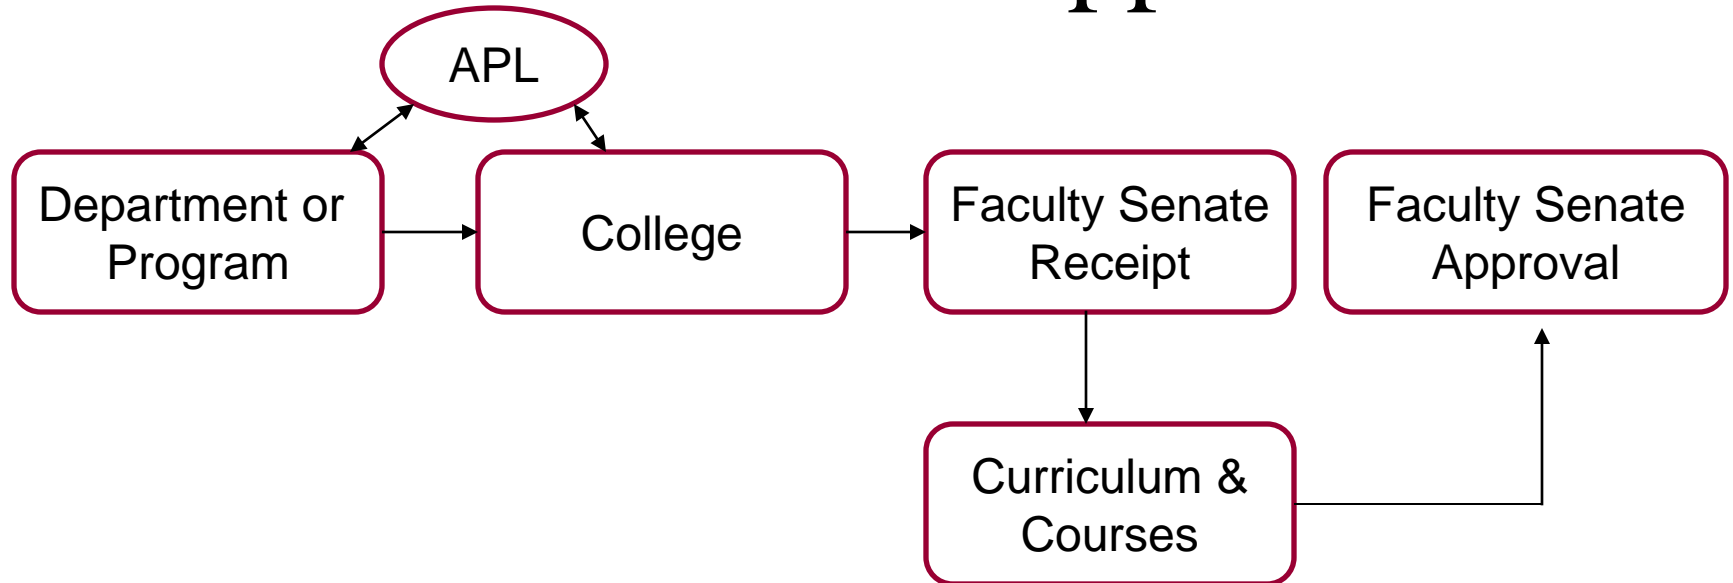 APL
Department or
Program
College
Faculty Senate
Receipt
Faculty Senate
Approval
Curriculum &
Courses